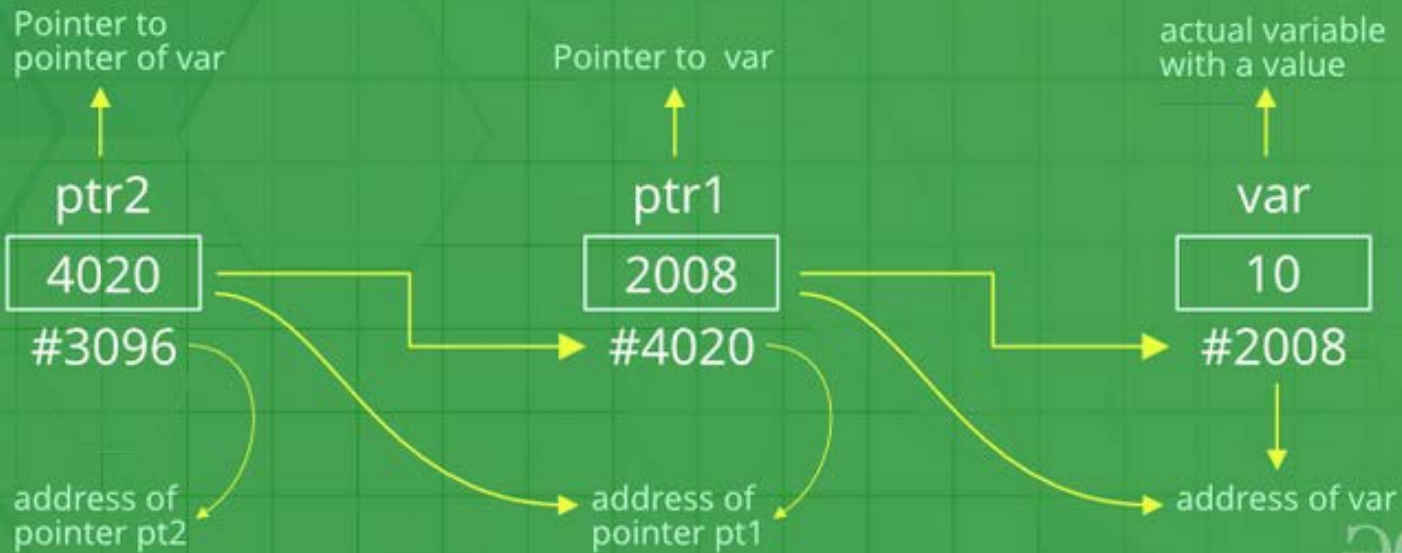 Pointer to
pointer of var
Pointer to var
actual variable
with a value
ptr2
ptr1
var
4020
2008
10
#3096
#4020
#2008
address of
pointer pt2
address of
pointer pt1
address of var